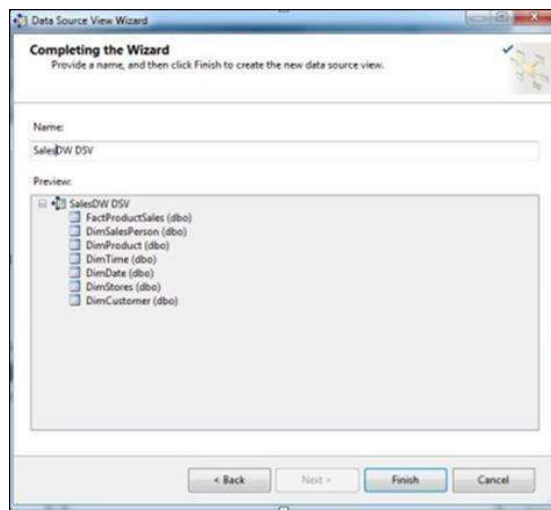 Data Source View Wizard
Completing the Wizard
Provide a name, and then click Finish to create the new data source view.
Name:
SalesDW DSV
Preview:
SalesDW DSV
FactProductSales (dbo)
DimSalesPerson (dbo)
DimProduct (dbo)
DimTime (dbo)
DimDate (dbo)
DimStores (dbo)
DimCustomer (dbo)
< Back Next > Finish Cancel